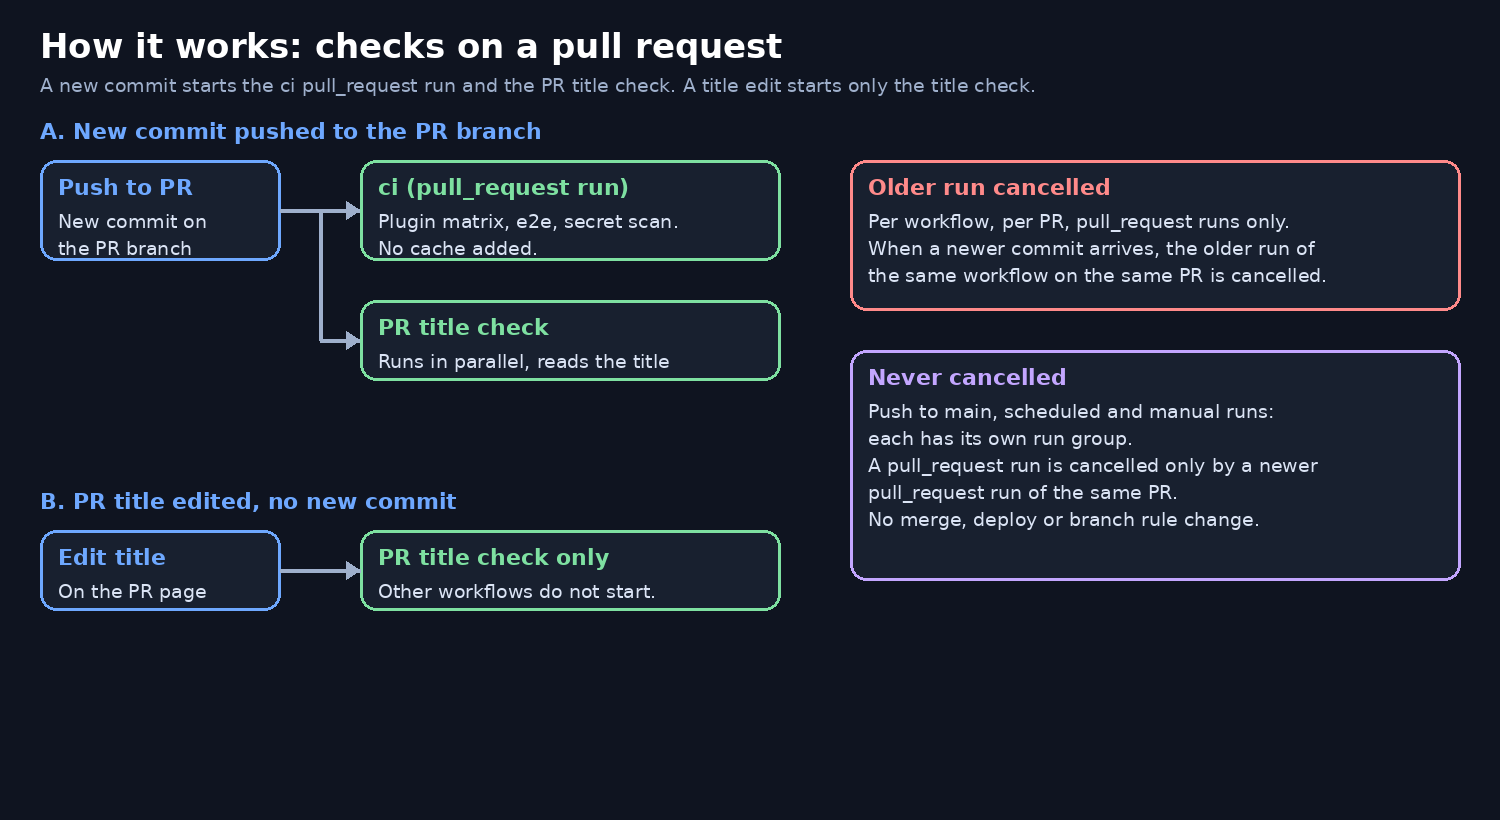 How it works: checks on a pull request
A new commit starts the ci pull_request run and the PR title check. A title edit starts only the title check.
A. New commit pushed to the PR branch
Push to PR
New commit on
the PR branch
ci (pull_request run)
Plugin matrix, e2e, secret scan.
No cache added.
PR title check
Runs in parallel, reads the title
Older run cancelled
Per workflow, per PR, pull_request runs only.
When a newer commit arrives, the older run of
the same workflow on the same PR is cancelled.
Never cancelled
Push to main, scheduled and manual runs:
each has its own run group.
A pull_request run is cancelled only by a newer
pull_request run of the same PR.
No merge, deploy or branch rule change.
B. PR title edited, no new commit
Edit title
On the PR page
PR title check only
Other workflows do not start.